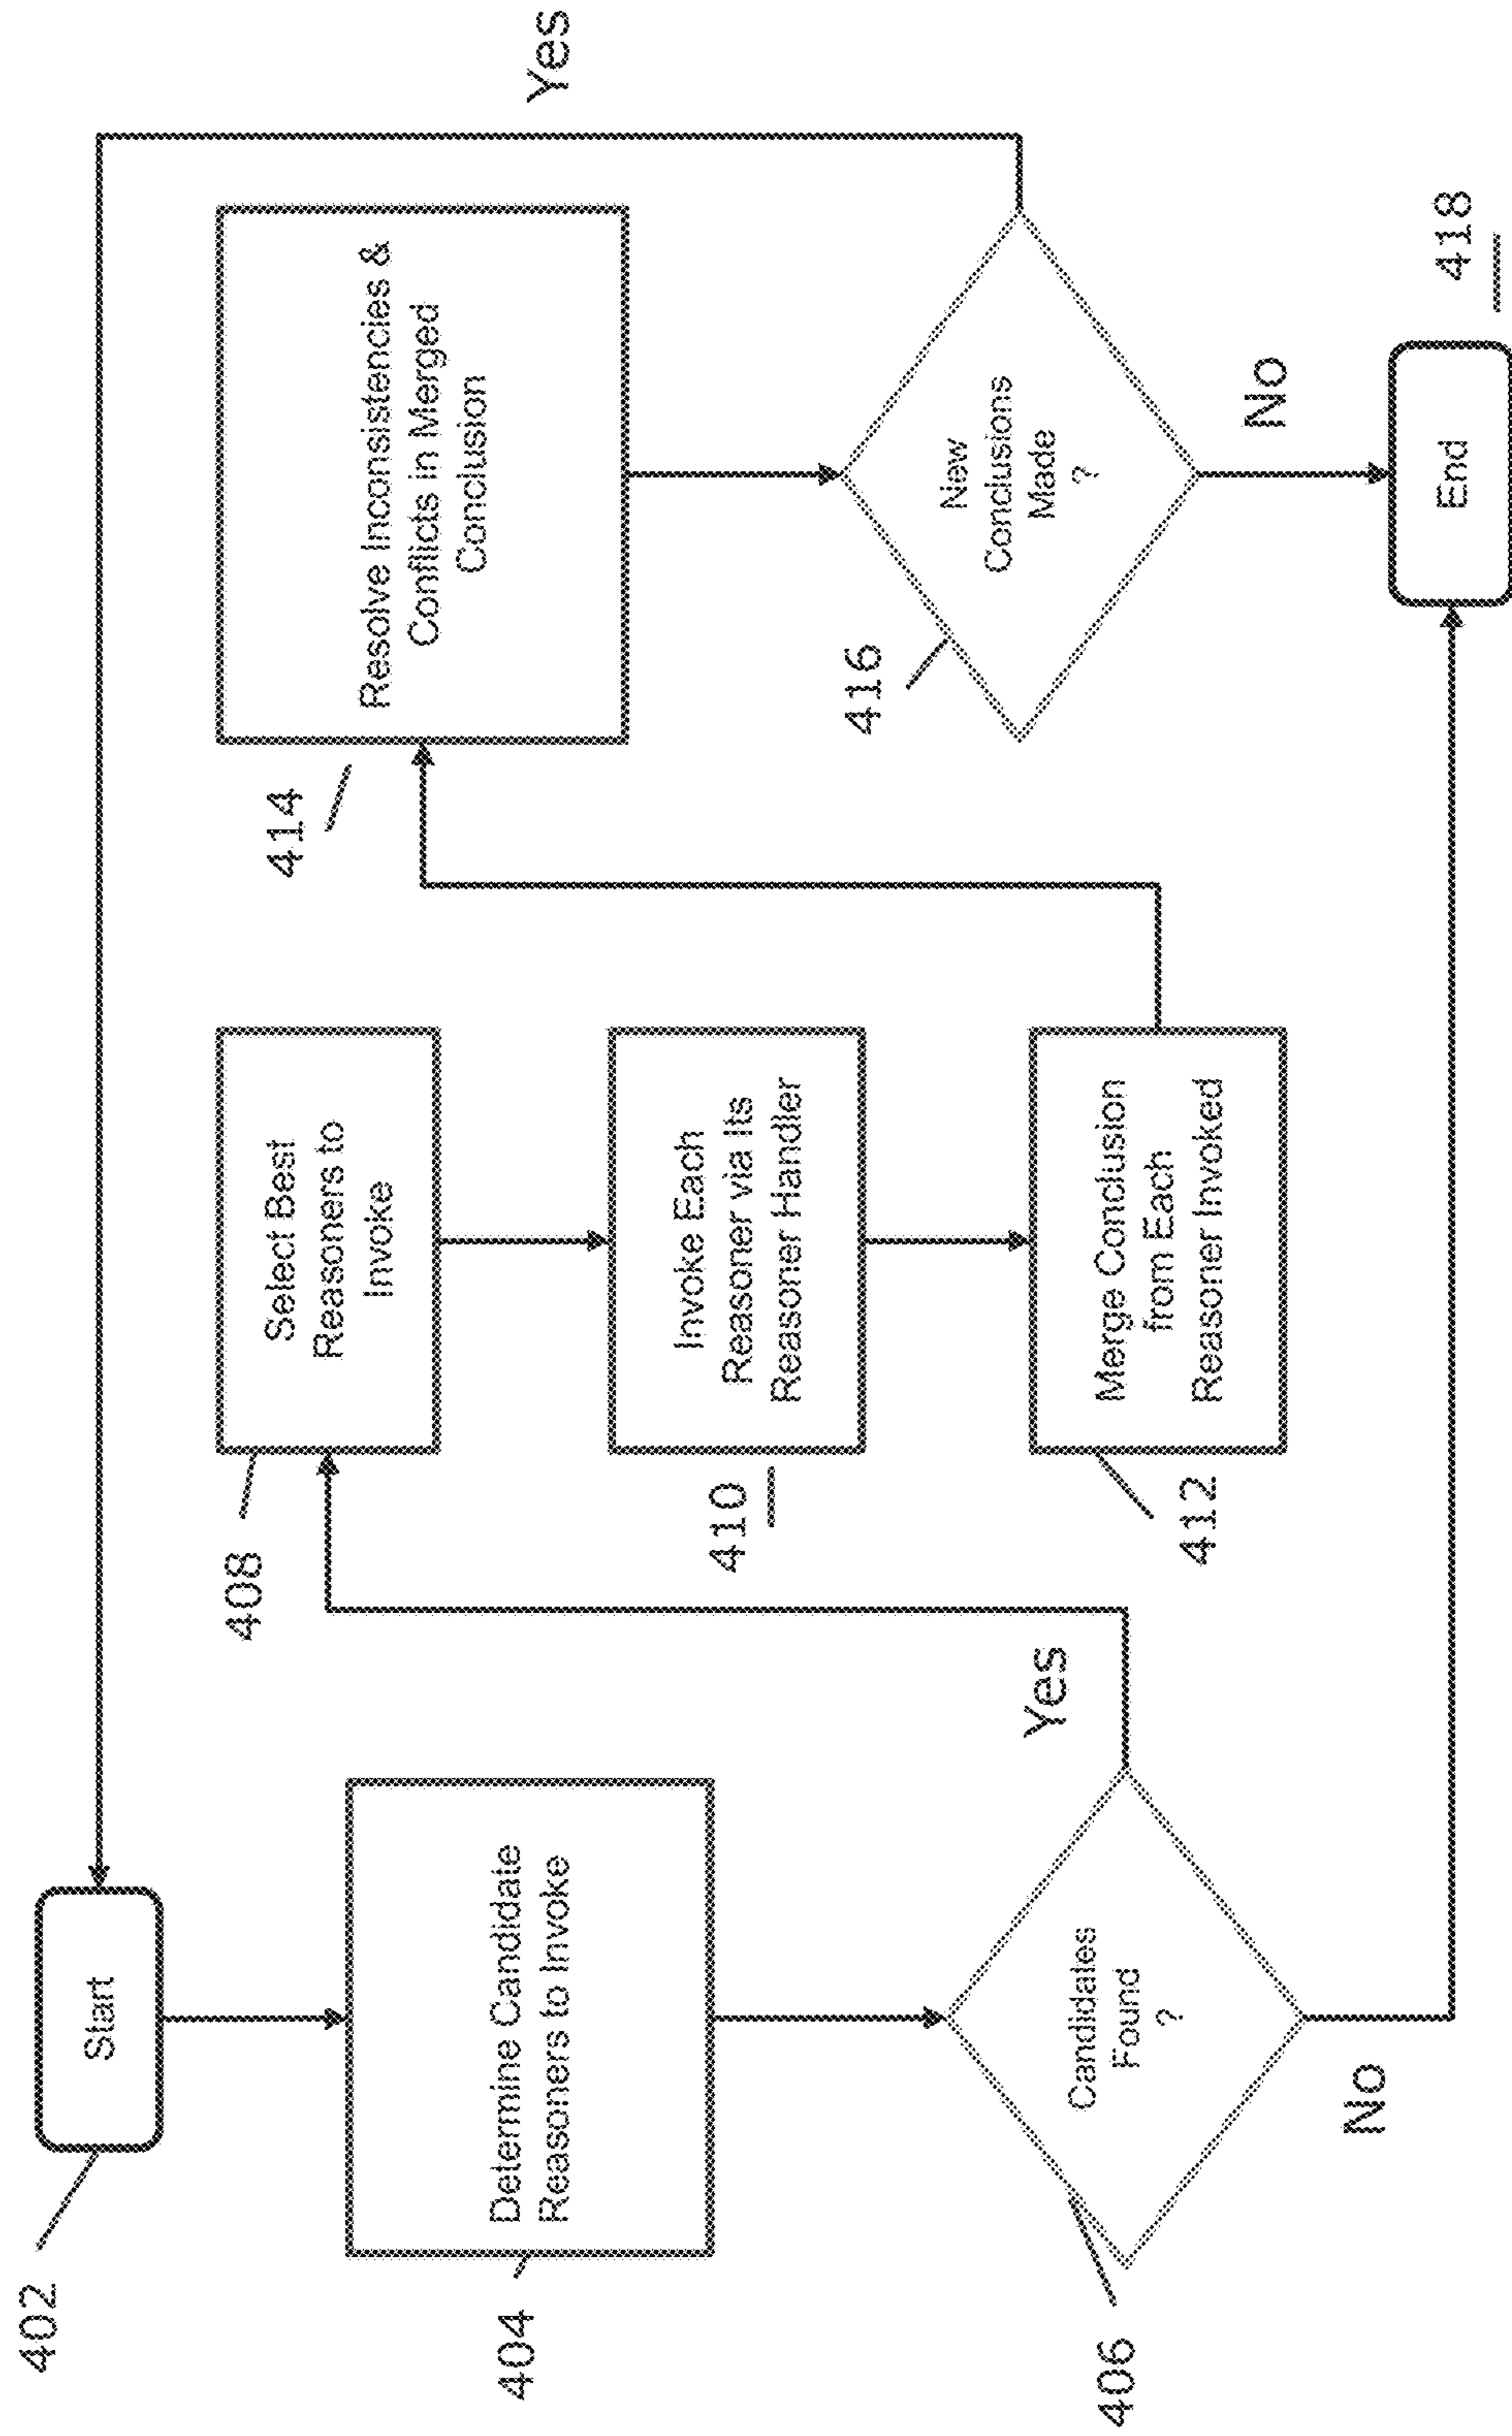 402
Start
404
Determine Candidate
Reasoners to Invoke
406
Candidates
Found
?
Yes
No
408
Select Best
Reasoners to
Invoke
410
Invoke Each
Reasoner via Its
Reasoner Handler
412
Merge Conclusion
from Each
Reasoner Invoked
414
Resolve Inconsistencies &
Conflicts in Merged
Conclusion
416
New
Conclusions
Made
?
Yes
No
End
418